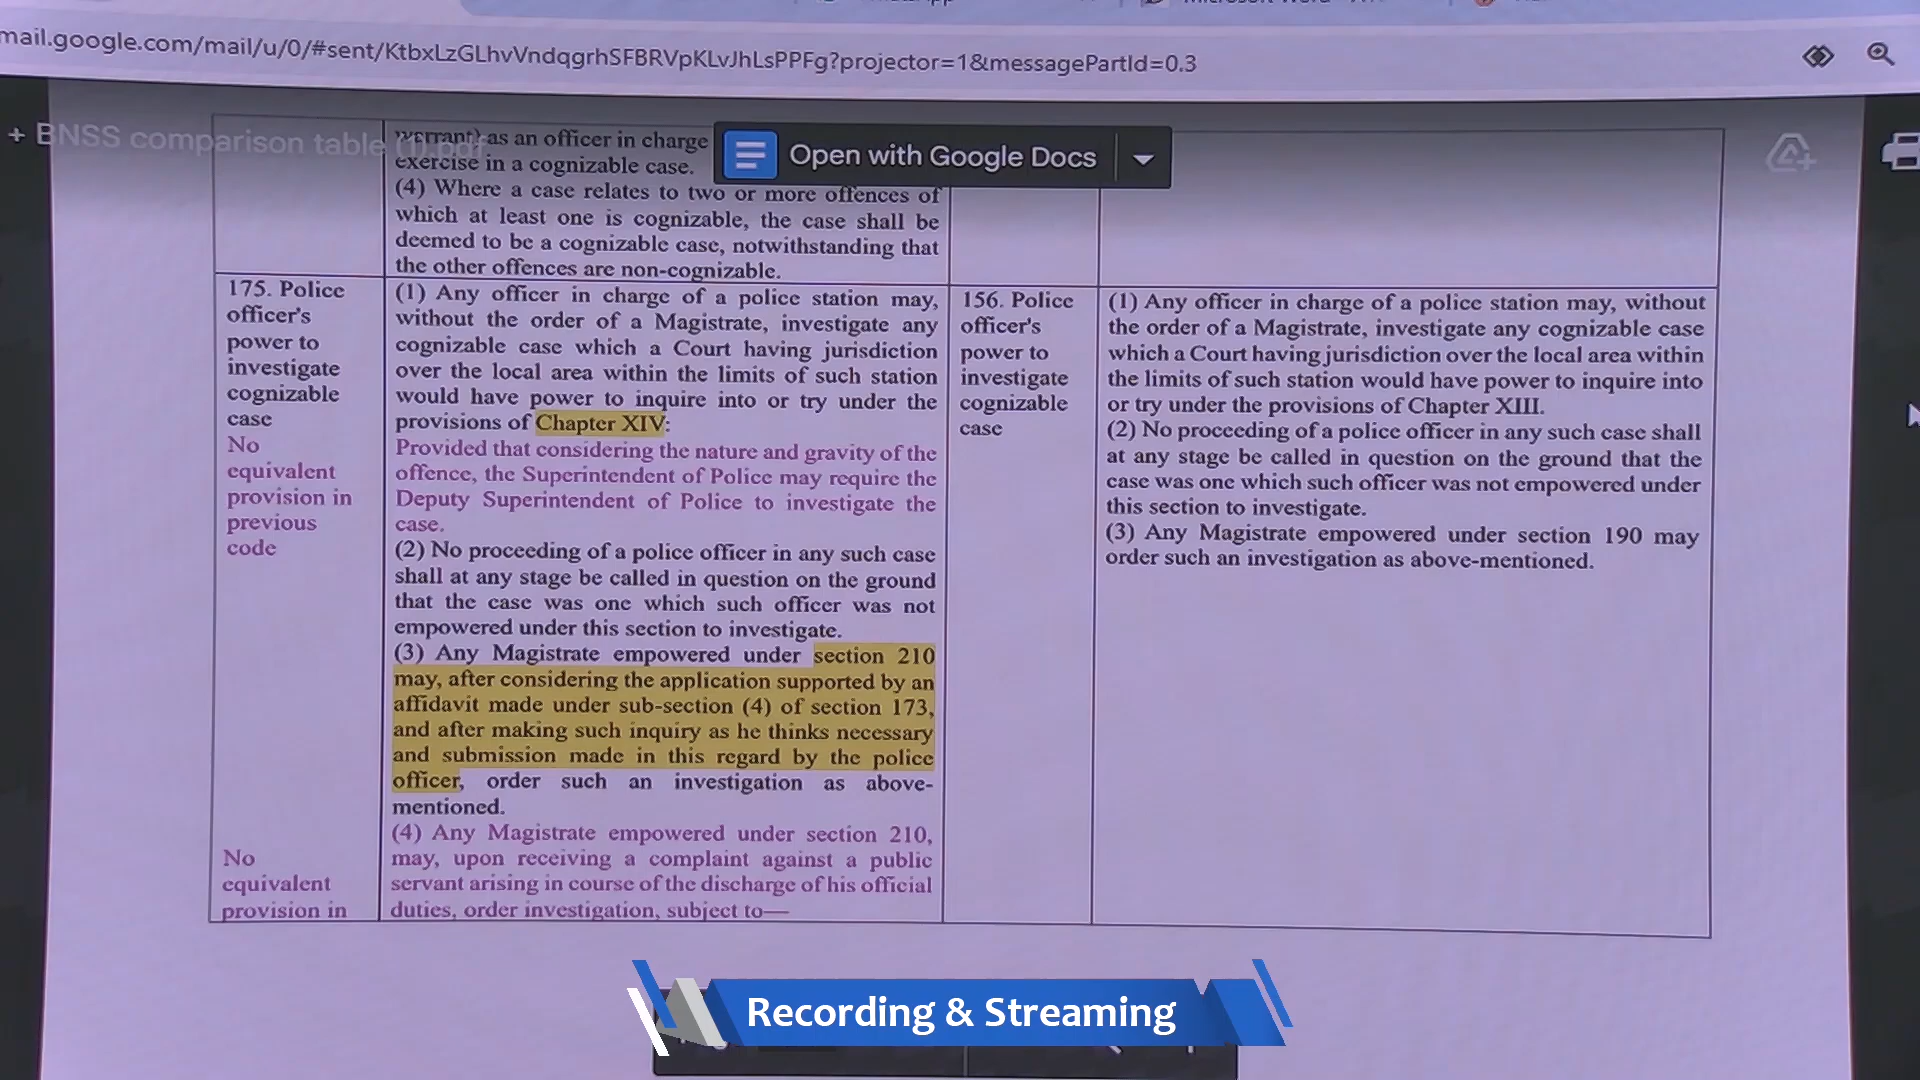 mail.google.com/mail/u/0/#sent/KtbxLzGLhvVndqgrhSFBRVpKLvJhLsPPFg?projector=1&messagePartId=0.3
+ BNSS comparison table (1).pdf
Open with Google Docs
warrant) as an officer in charge
exercise in a cognizable case.
(4) Where a case relates to two or more offences of
which at least one is cognizable, the case shall be
deemed to be a cognizable case, notwithstanding that
the other offences are non-cognizable.
175. Police
officer's
power to
investigate
cognizable
case
No
equivalent
provision in
previous
code
(1) Any officer in charge of a police station may,
without the order of a Magistrate, investigate any
cognizable case which a Court having jurisdiction
over the local area within the limits of such station
would have power to inquire into or try under the
provisions of Chapter XIV:
Provided that considering the nature and gravity of the
offence, the Superintendent of Police may require the
Deputy Superintendent of Police to investigate the
case.
(2) No proceeding of a police officer in any such case
shall at any stage be called in question on the ground
that the case was one which such officer was not
empowered under this section to investigate.
(3) Any Magistrate empowered under section 210
may, after considering the application supported by an
affidavit made under sub-section (4) of section 173,
and after making such inquiry as he thinks necessary
and submission made in this regard by the police
officer, order such an investigation as above-
mentioned.
No
equivalent
provision in
(4) Any Magistrate empowered under section 210,
may, upon receiving a complaint against a public
servant arising in course of the discharge of his official
duties, order investigation, subject to—
156. Police
officer's
power to
investigate
cognizable
case
(1) Any officer in charge of a police station may, without
the order of a Magistrate, investigate any cognizable case
which a Court having jurisdiction over the local area within
the limits of such station would have power to inquire into
or try under the provisions of Chapter XIII.
(2) No proceeding of a police officer in any such case shall
at any stage be called in question on the ground that the
case was one which such officer was not empowered under
this section to investigate.
(3) Any Magistrate empowered under section 190 may
order such an investigation as above-mentioned.
Recording & Streaming